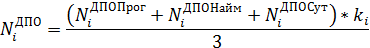 N_i^ДПО = ((N_i^ДПОПрог + N_i^ДПОНайм + N_i^ДПОСут) * k_i) / 3